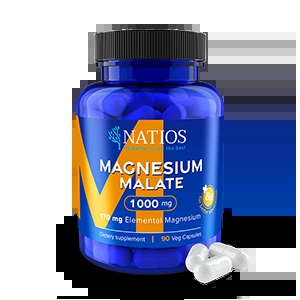 NATIOS
MAGNESIUM
MALATE
1000 mg
170 mg Elemental Magnesium
Dietary supplement
90 Veg Capsules